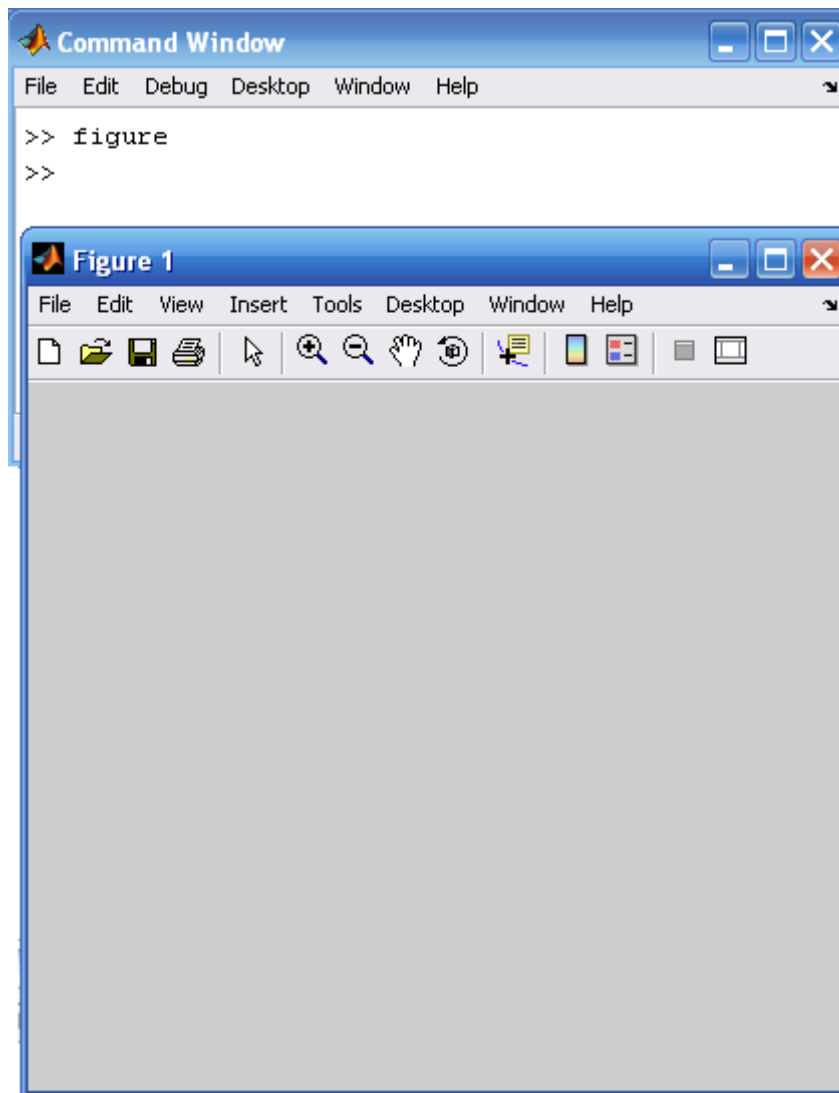 Command Window
File Edit Debug Desktop Window Help
>> figure
>>
Figure 1
File Edit View Insert Tools Desktop Window Help